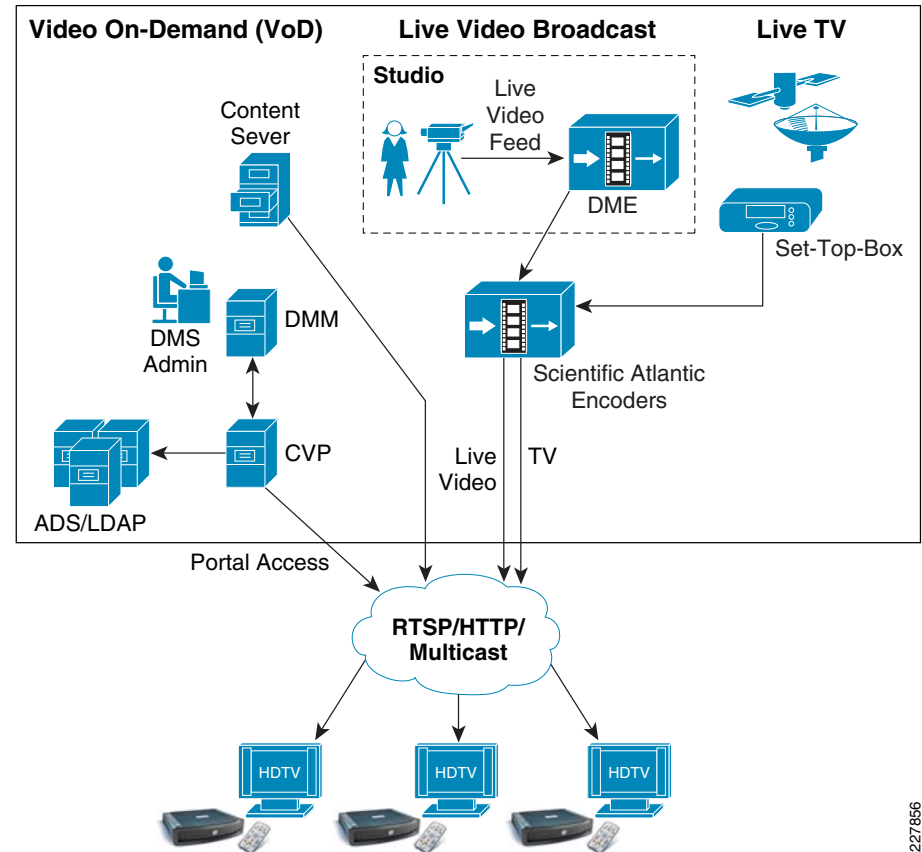 Video On-Demand (VoD)
Live Video Broadcast
Live TV
Studio
Content
Sever
Live
Video
Feed
DME
Set-Top-Box
DMS
Admin
DMM
Scientific Atlantic
Encoders
CVP
Live
Video
TV
ADS/LDAP
Portal Access
RTSP/HTTP/
Multicast
HDTV
HDTV
HDTV
227856